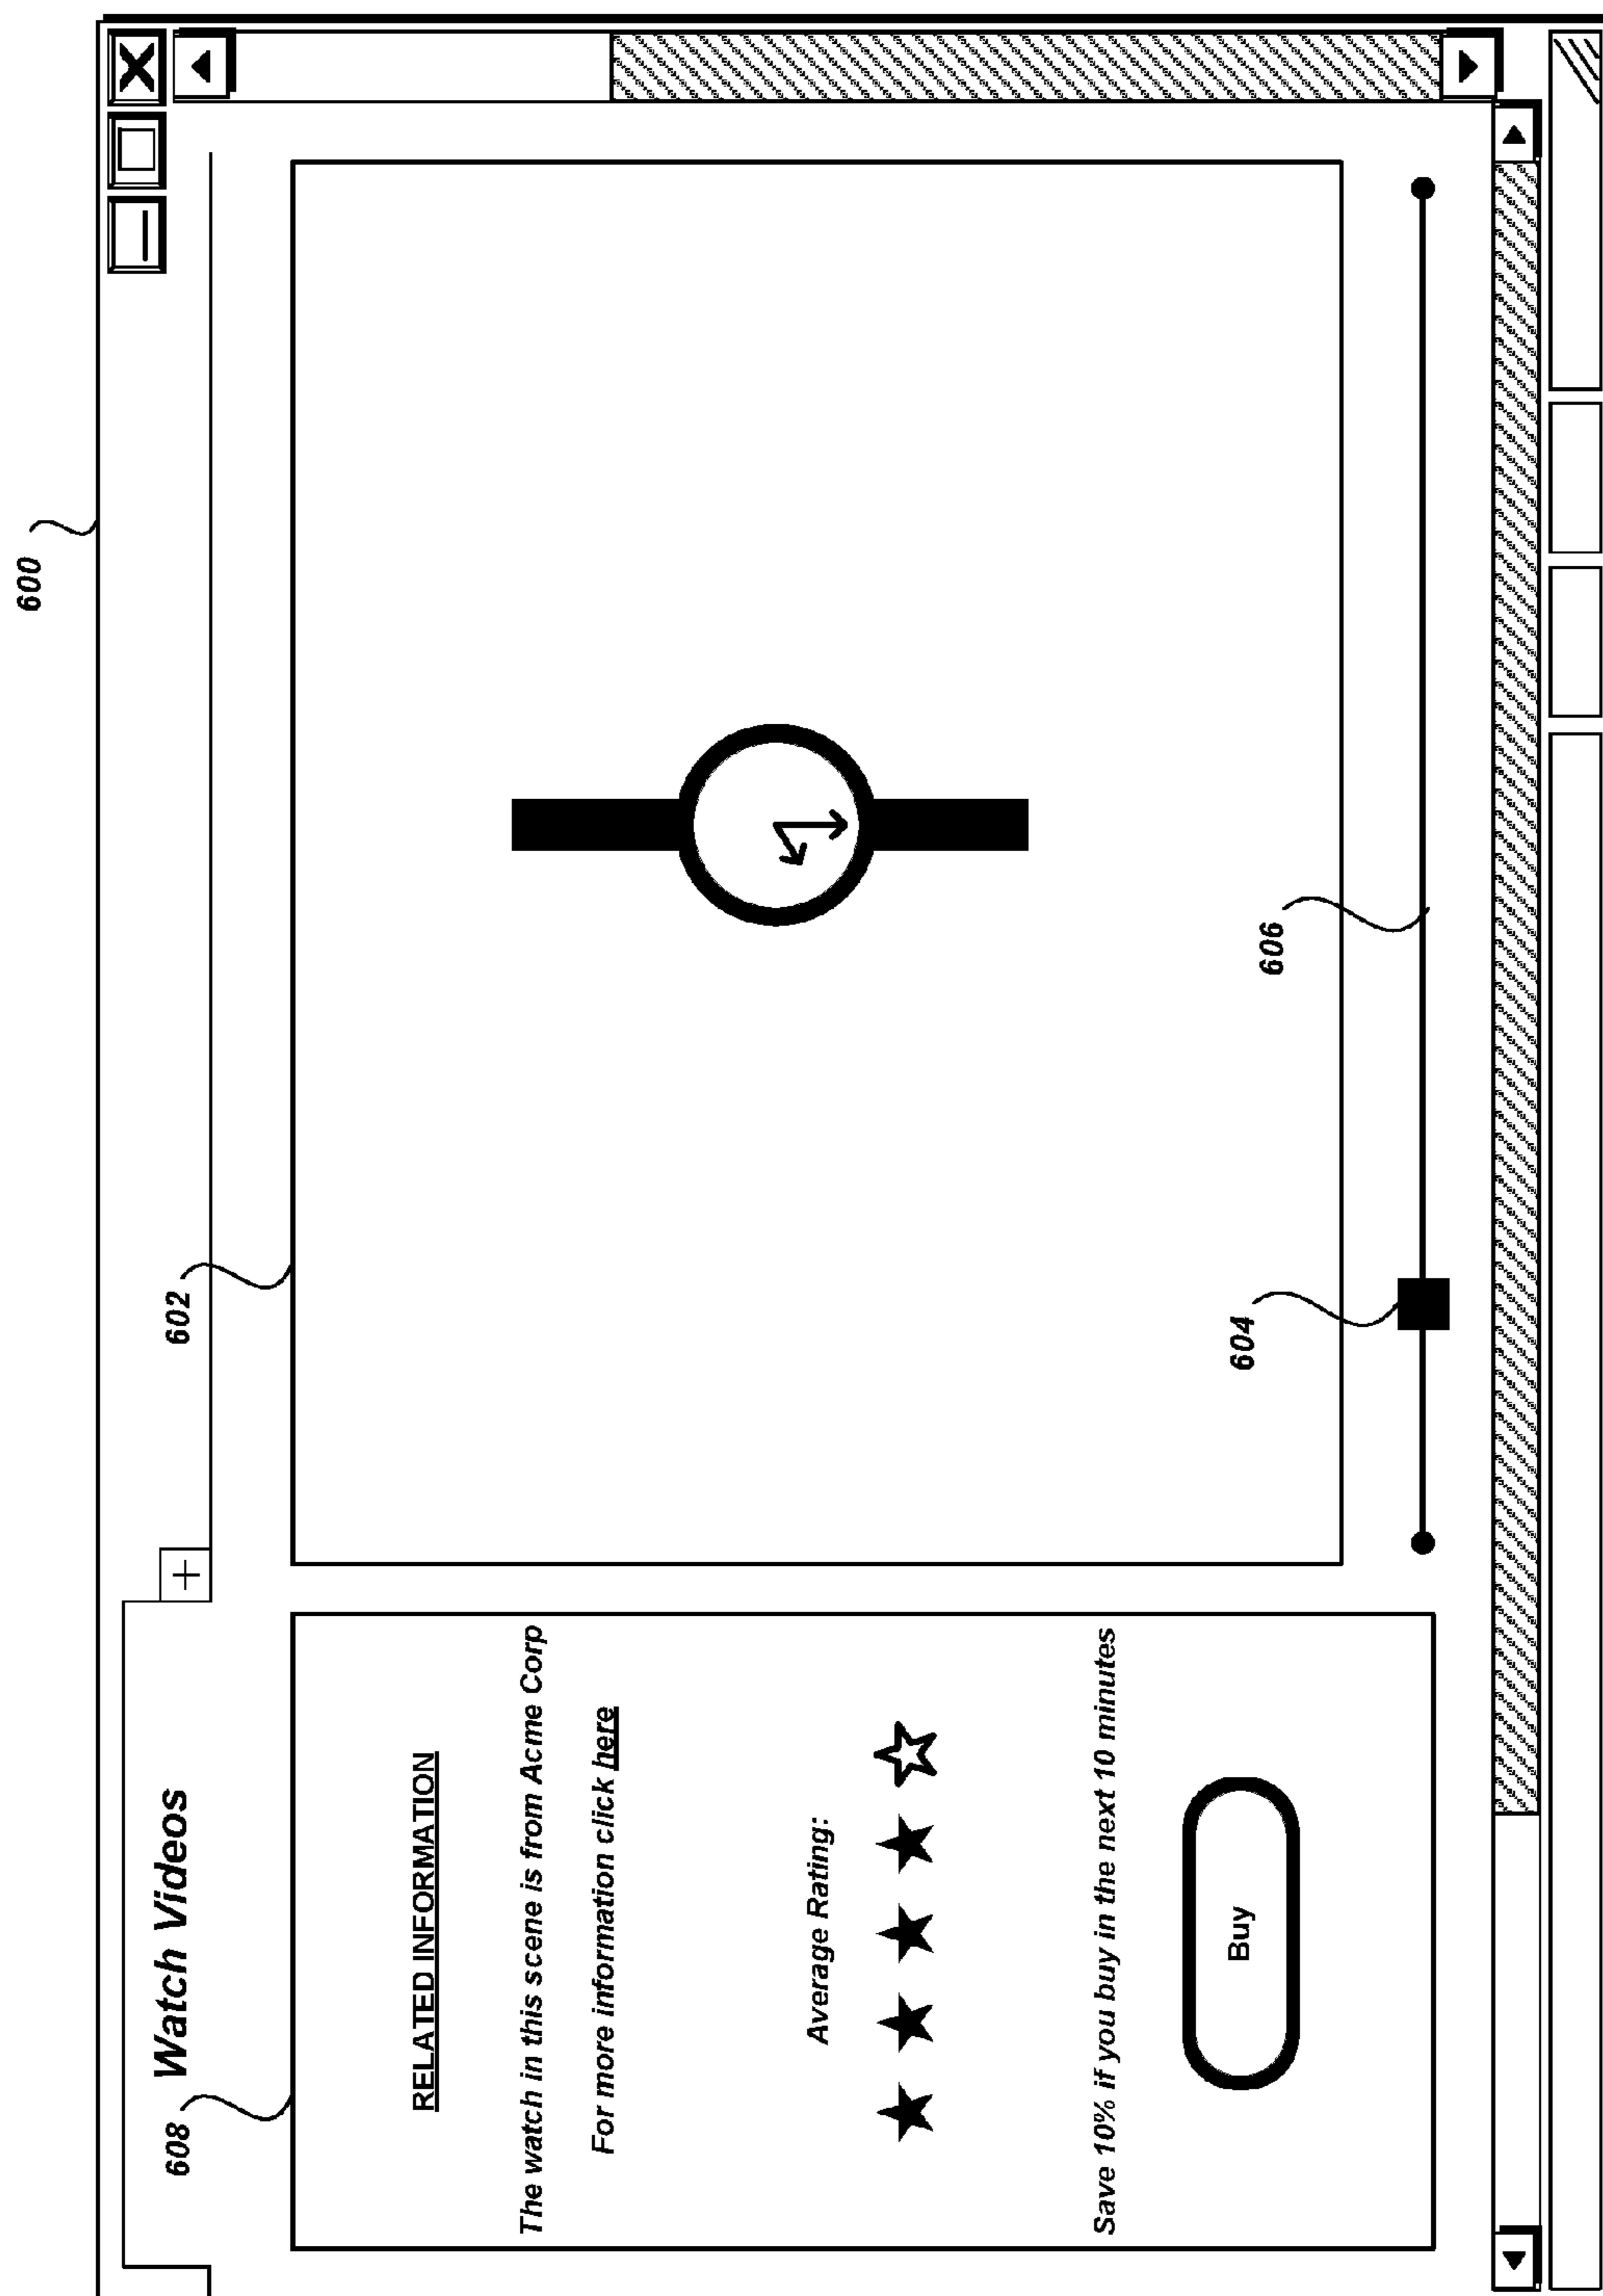 600
Watch Videos
608
602
RELATED INFORMATION
The watch in this scene is from Acme Corp
For more information click here
Average Rating:
Save 10% if you buy in the next 10 minutes
Buy
604
606